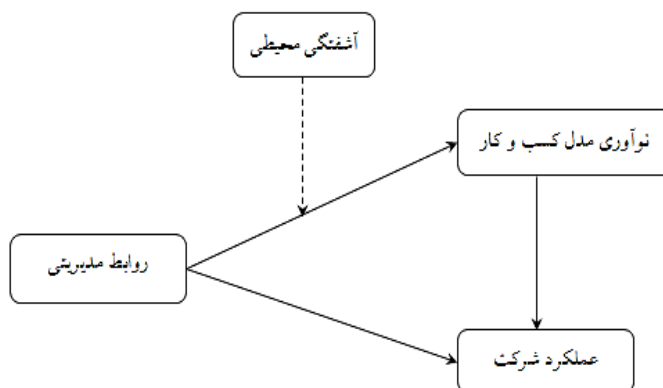 آشفتگی محیطی
نوآوری مدل کسب و کار
روابط مدیریتی
عملکرد شرکت